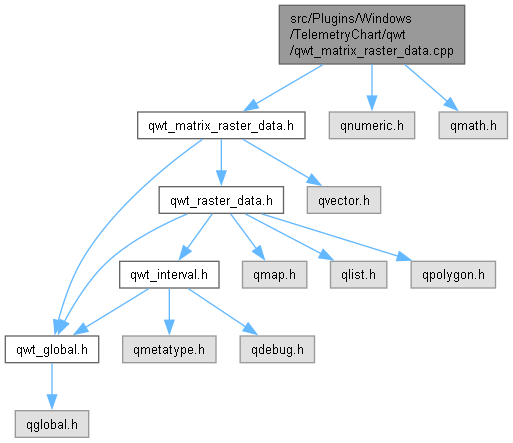 src/Plugins/Windows
/TelemetryChart/qwt
/qwt_matrix_raster_data.cpp
qwt_matrix_raster_data.h
qnumeric.h
qmath.h
qwt_raster_data.h
qvector.h
qwt_interval.h
qmap.h
qlist.h
qpolygon.h
qwt_global.h
qmetatype.h
qdebug.h
qglobal.h